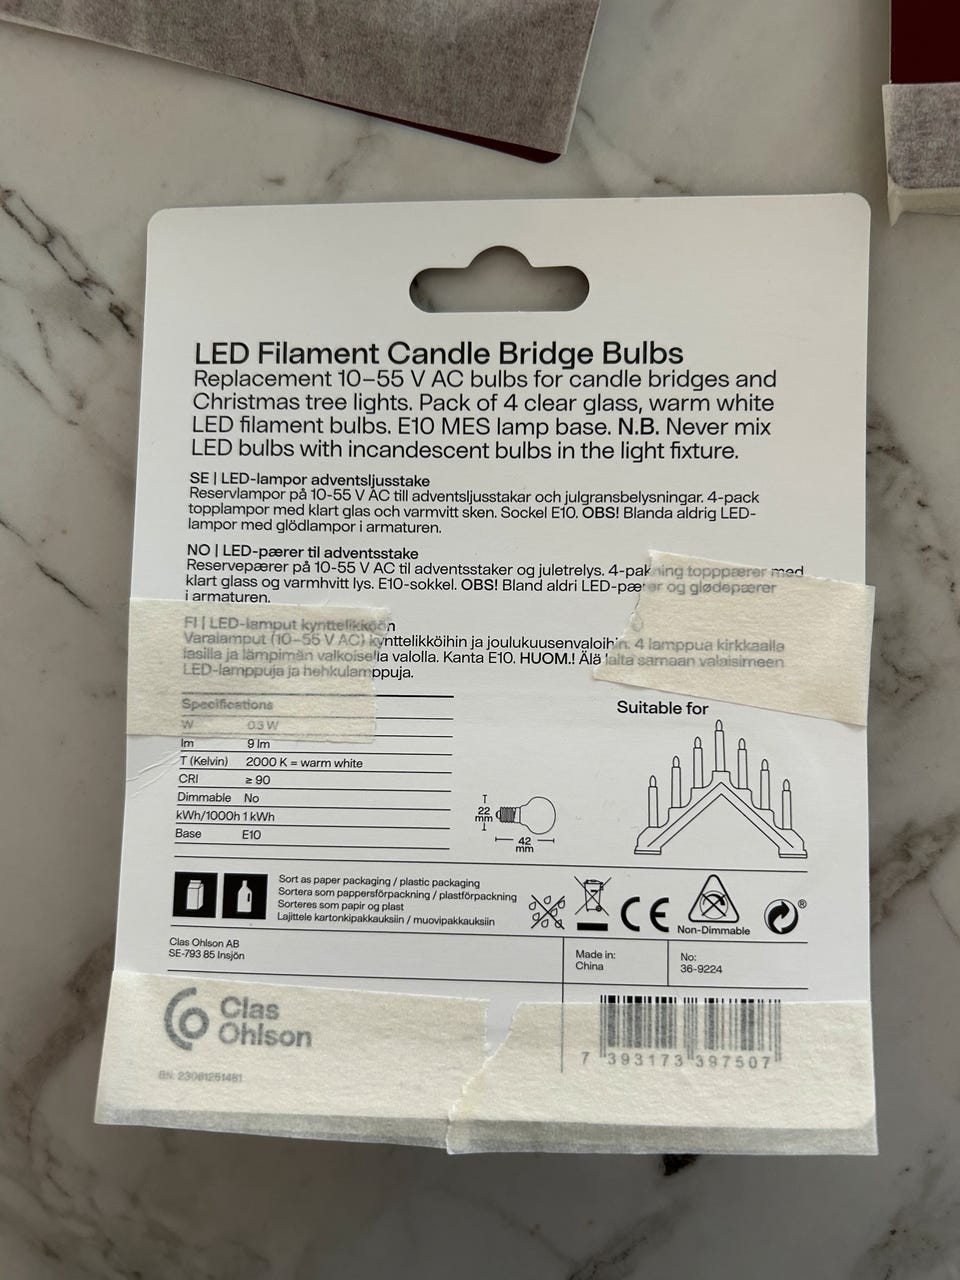 LED Filament Candle Bridge Bulbs
Replacement 10–55 V AC bulbs for candle bridges and
Christmas tree lights. Pack of 4 clear glass, warm white
LED filament bulbs. E10 MES lamp base. N.B. Never mix
LED bulbs with incandescent bulbs in the light fixture.
SE | LED-lampor adventsljusstake
Reservlampor på 10-55 V AC till adventsljusstakar och julgransbelysningar. 4-pack
topplampor med klart glas och varmvitt sken. Sockel E10. OBS! Blanda aldrig LED-
lampor med glödlampor i armaturen.
NO | LED-pærer til adventsstake
Reservepærer på 10-55 V AC til adventsstaker og juletrelys. 4-pakning topppærer med
klart glass og varmhvitt lys. E10-sokkel. OBS! Bland aldri LED-pærer og glødepærer
i armaturen.
FI | LED-lamput kynttelikköön
Varalamput (10–55 V AC) kynttelikköihin ja joulukuusenvaloihin. 4 lamppua kirkkaalla
lasilla ja lämpimän valkoisella valolla. Kanta E10. HUOM.! Älä laita samaan valaisimeen
LED-lamppuja ja hehkulamppuja.
Specifications
W 0.3 W
lm 9 lm
T (Kelvin) 2000 K = warm white
CRI ≥ 90
Dimmable No
kWh/1000h 1 kWh
Base E10
Suitable for
22
mm
42
mm
Sort as paper packaging / plastic packaging
Sortera som pappersförpackning / plastförpackning
Sorteres som papir og plast
Lajittele kartonkipakkauksiin / muovipakkauksiin
CE
Non-Dimmable
®
Clas Ohlson AB
SE-793 85 Insjön
Made in:
China
No:
36-9224
Clas
Ohlson
BN: 23061251481
7 393173 397507